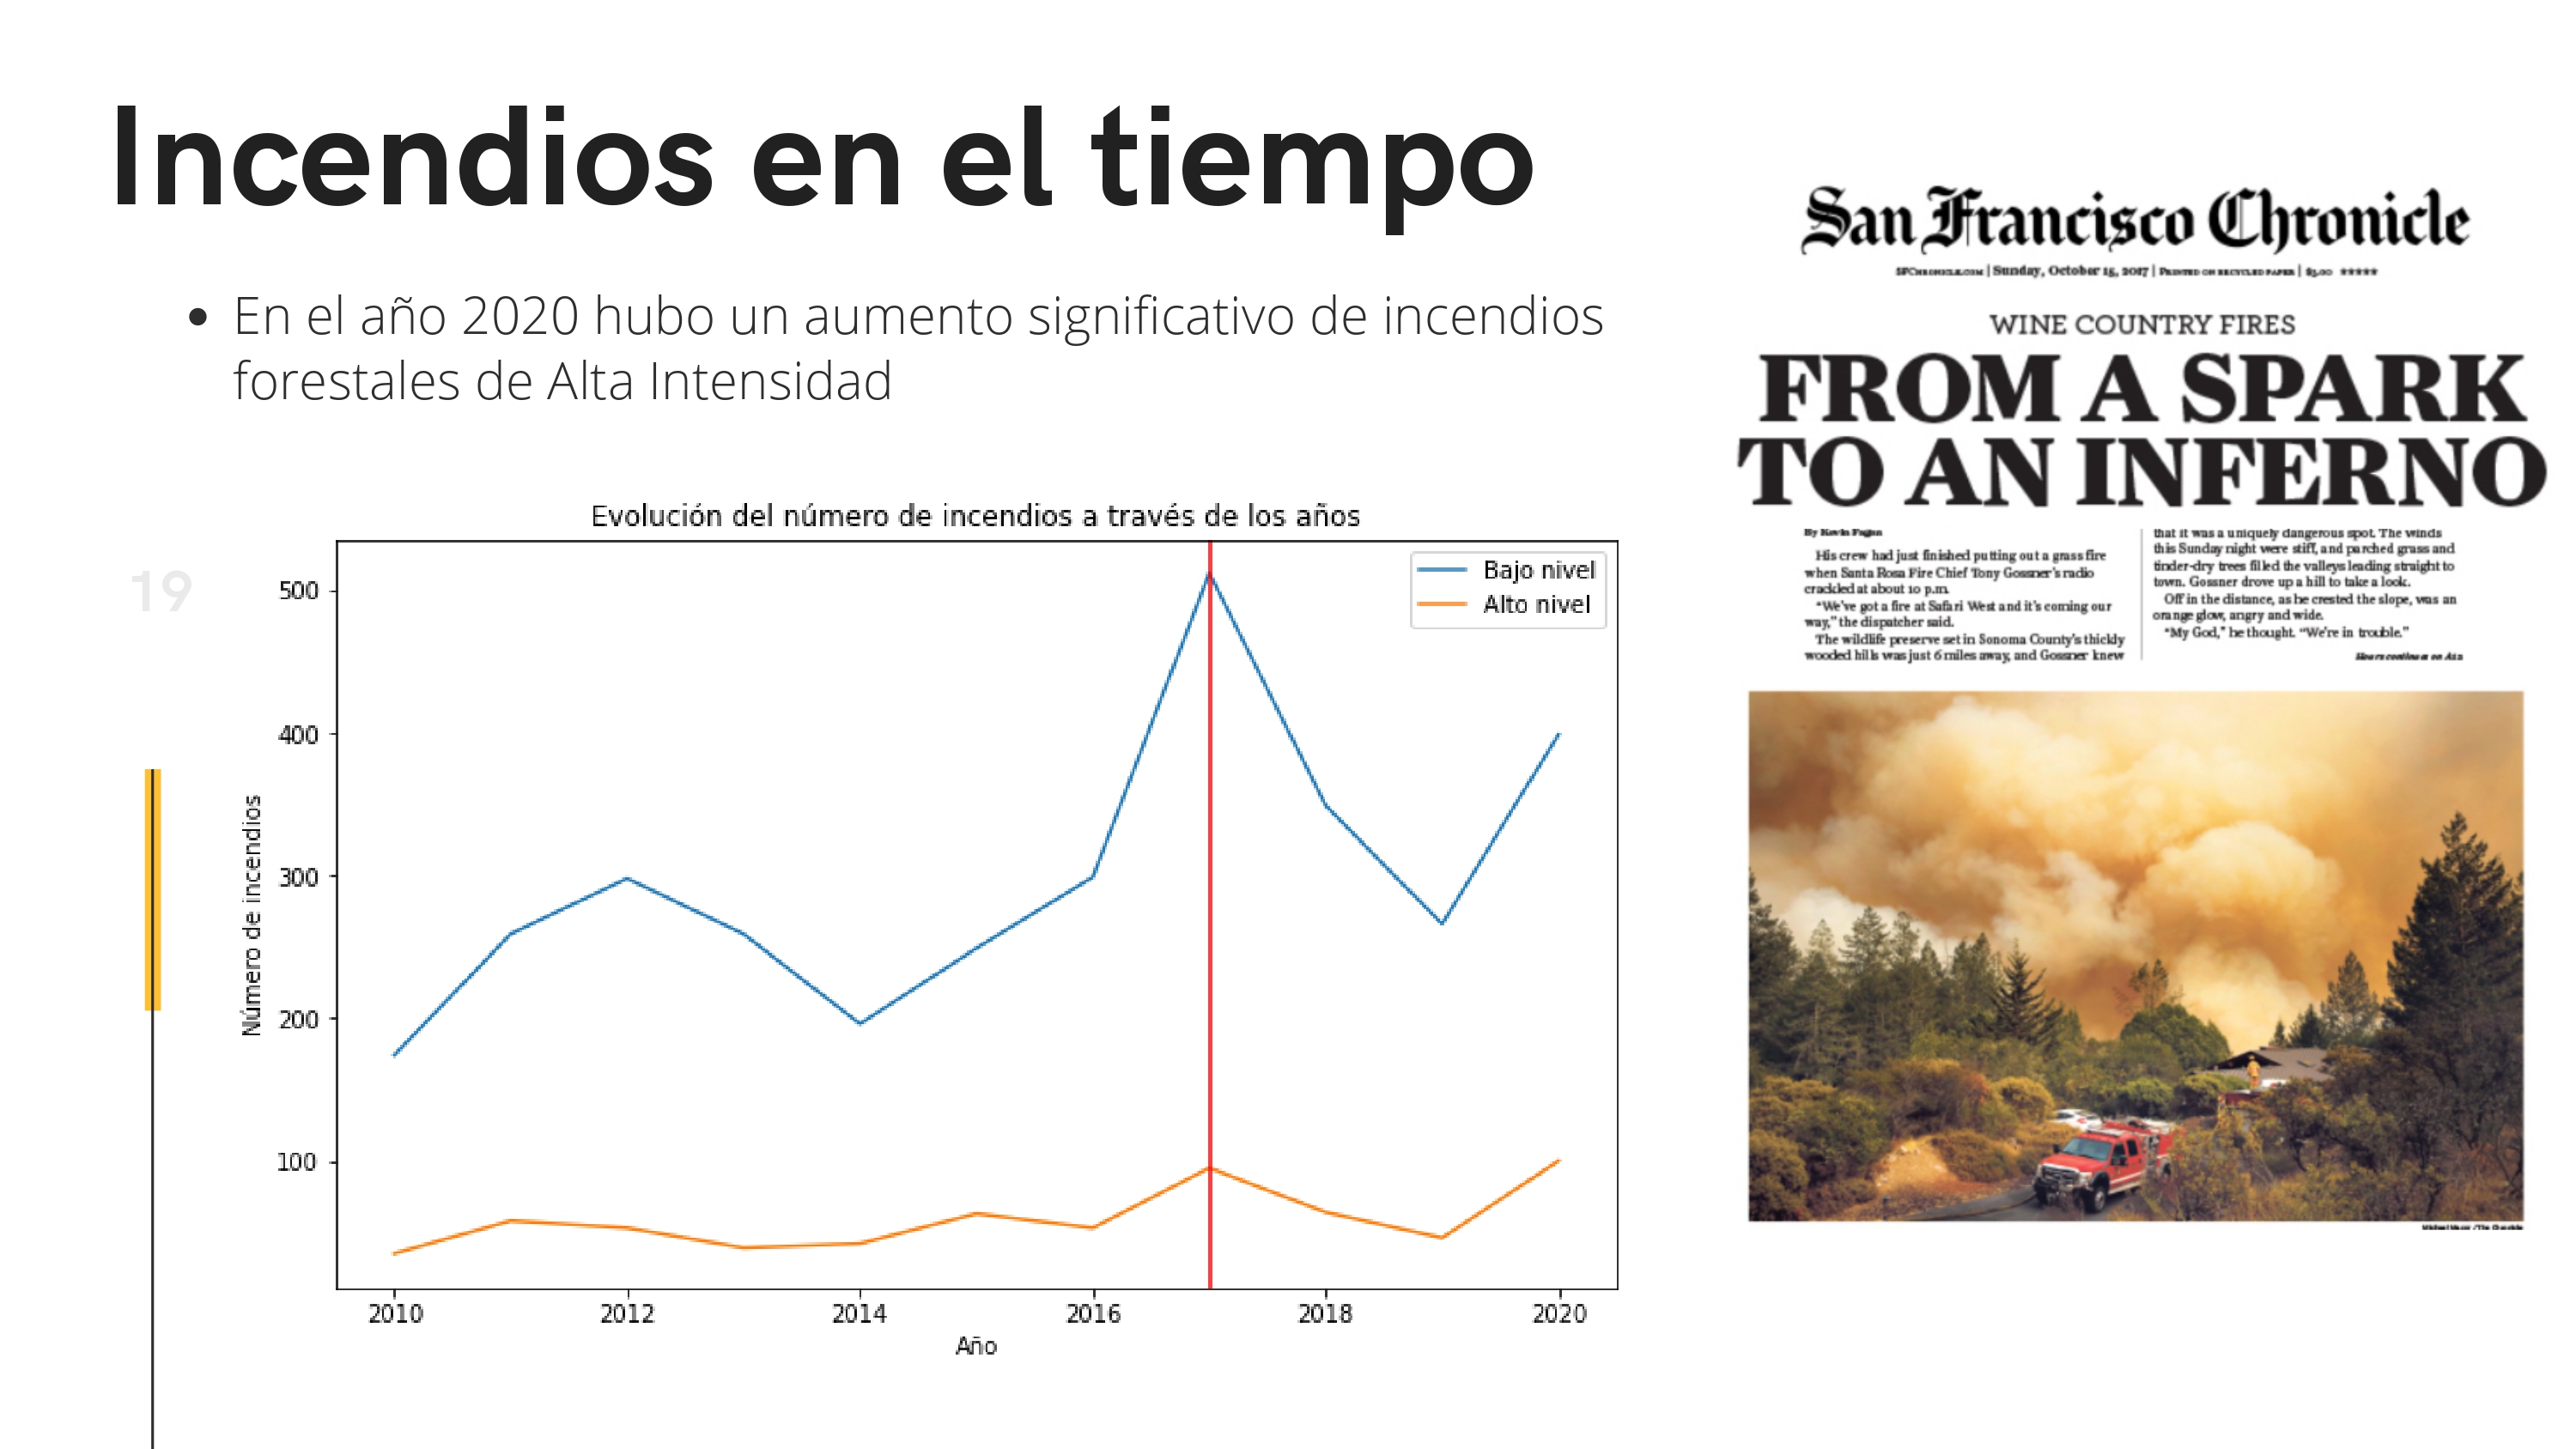 Incendios en el tiempo
• En el año 2020 hubo un aumento significativo de incendios
forestales de Alta Intensidad
19
Evolución del número de incendios a través de los años
Bajo nivel
Alto nivel
500
400
300
200
100
Número de incendios
2010 2012 2014 2016 2018 2020
Año
San Francisco Chronicle
SFChronicle.com | Sunday, October 15, 2017 | Printed on recycled paper | $3.00 ★★★★★
WINE COUNTRY FIRES
FROM A SPARK
TO AN INFERNO
By Kevin Fagan
His crew had just finished putting out a grass fire
when Santa Rosa Fire Chief Tony Gossner's radio
crackled at about 10 p.m.
“We've got a fire at Safari West and it's coming our
way,” the dispatcher said.
The wildlife preserve set in Sonoma County's thickly
wooded hills was just 6 miles away, and Gossner knew
that it was a uniquely dangerous spot. The winds
this Sunday night were stiff, and parched grass and
tinder-dry trees filled the valleys leading straight to
town. Gossner drove up a hill to take a look.
Off in the distance, as he crested the slope, was an
orange glow, angry and wide.
“My God,” he thought. “We're in trouble.”
continues on
/ The Chronicle